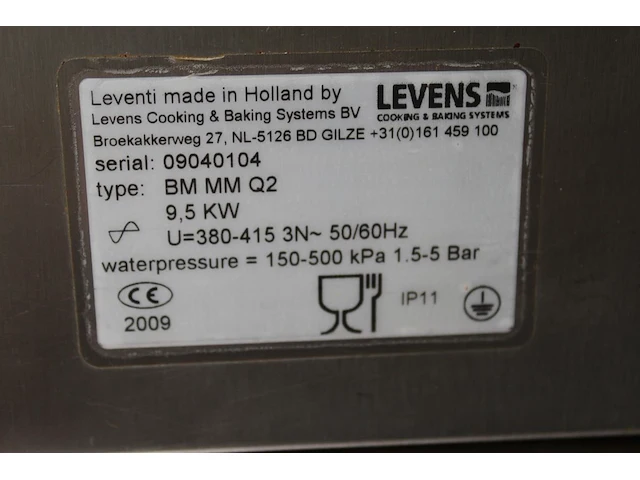 Leventi made in Holland by
LEVENS
Levens Cooking & Baking Systems BV
COOKING & BAKING SYSTEMS
Broekakkerweg 27, NL-5126 BD GILZE +31(0)161 459 100
serial: 09040104
type: BM MM Q2
9,5 KW
U=380-415 3N~ 50/60Hz
waterpressure = 150-500 kPa 1.5-5 Bar
CE
IP11
2009